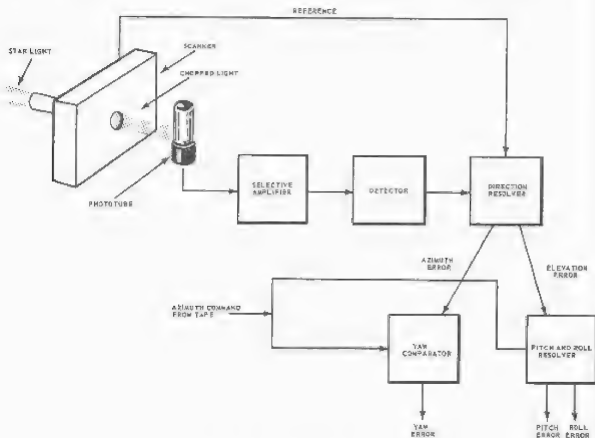 REFERENCE
STAR LIGHT
SCANNER
CHOPPED LIGHT
PHOTOTUBE
SELECTIVE
AMPLIFIER
DETECTOR
DIRECTION
RESOLVER
AZIMUTH
ERROR
ELEVATION
ERROR
AZIMUTH COMMAND
FROM TAPE
YAW
COMPARATOR
PITCH AND ROLL
RESOLVER
YAW
ERROR
PITCH
ERROR
ROLL
ERROR